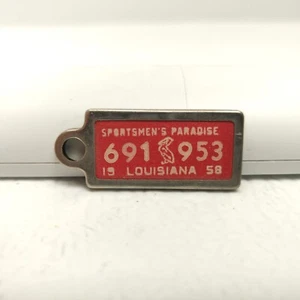 SPORTSMEN'S PARADISE
691 953
19 LOUISIANA 58